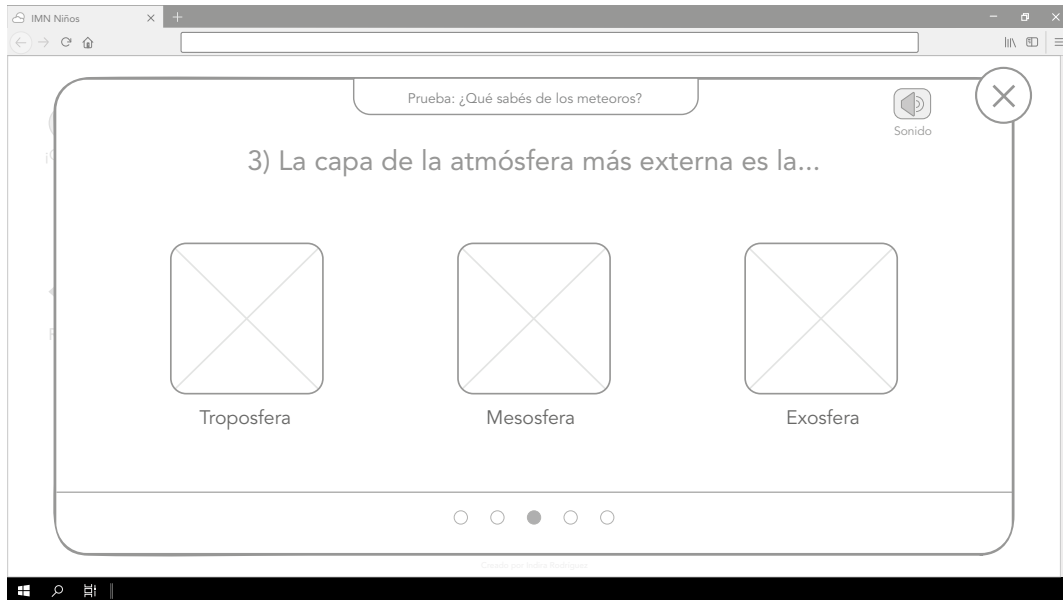 IMN Niños
Prueba: ¿Qué sabés de los meteoros?
Sonido
3) La capa de la atmósfera más externa es la...
Troposfera
Mesosfera
Exosfera